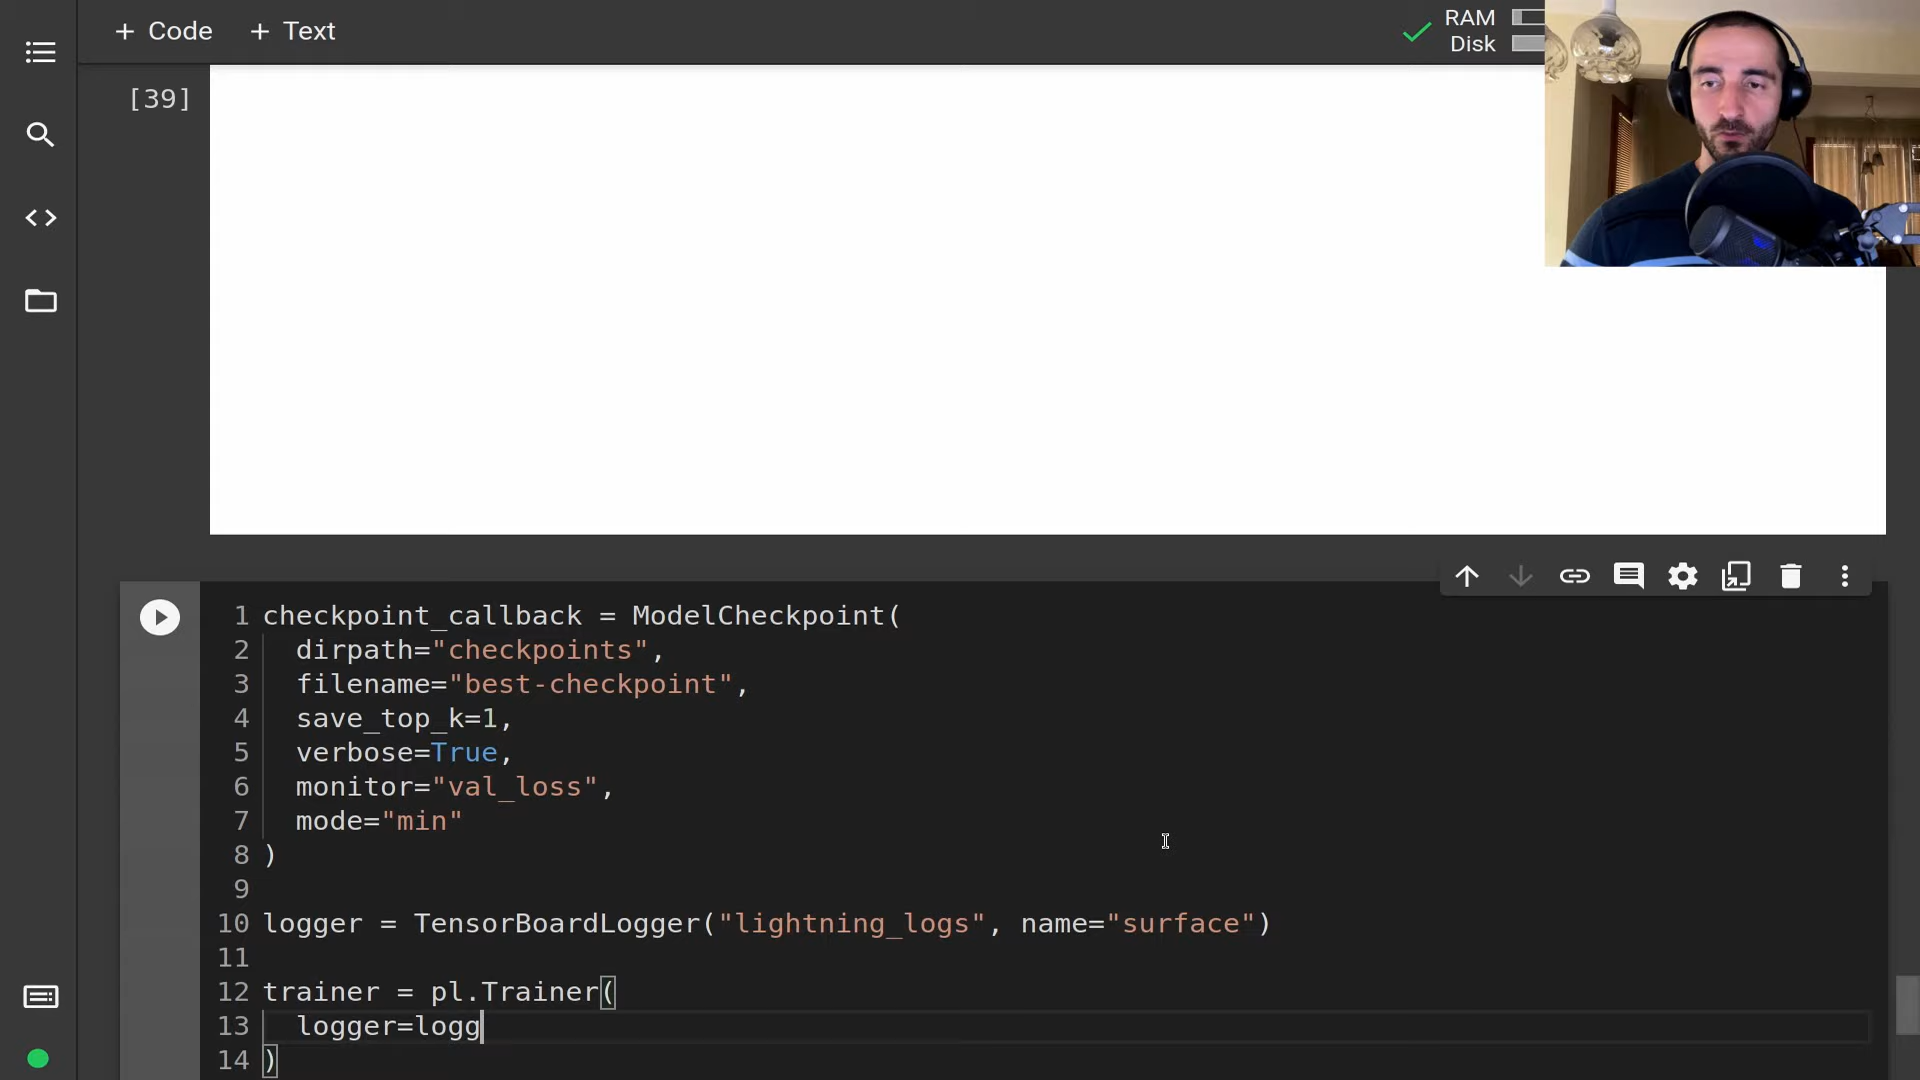 + Code + Text
RAM
Disk
[39]
1 checkpoint_callback = ModelCheckpoint(
2 dirpath="checkpoints",
3 filename="best-checkpoint",
4 save_top_k=1,
5 verbose=True,
6 monitor="val_loss",
7 mode="min"
8 )
9
10 logger = TensorBoardLogger("lightning_logs", name="surface")
11
12 trainer = pl.Trainer(
13 logger=logg
14 )